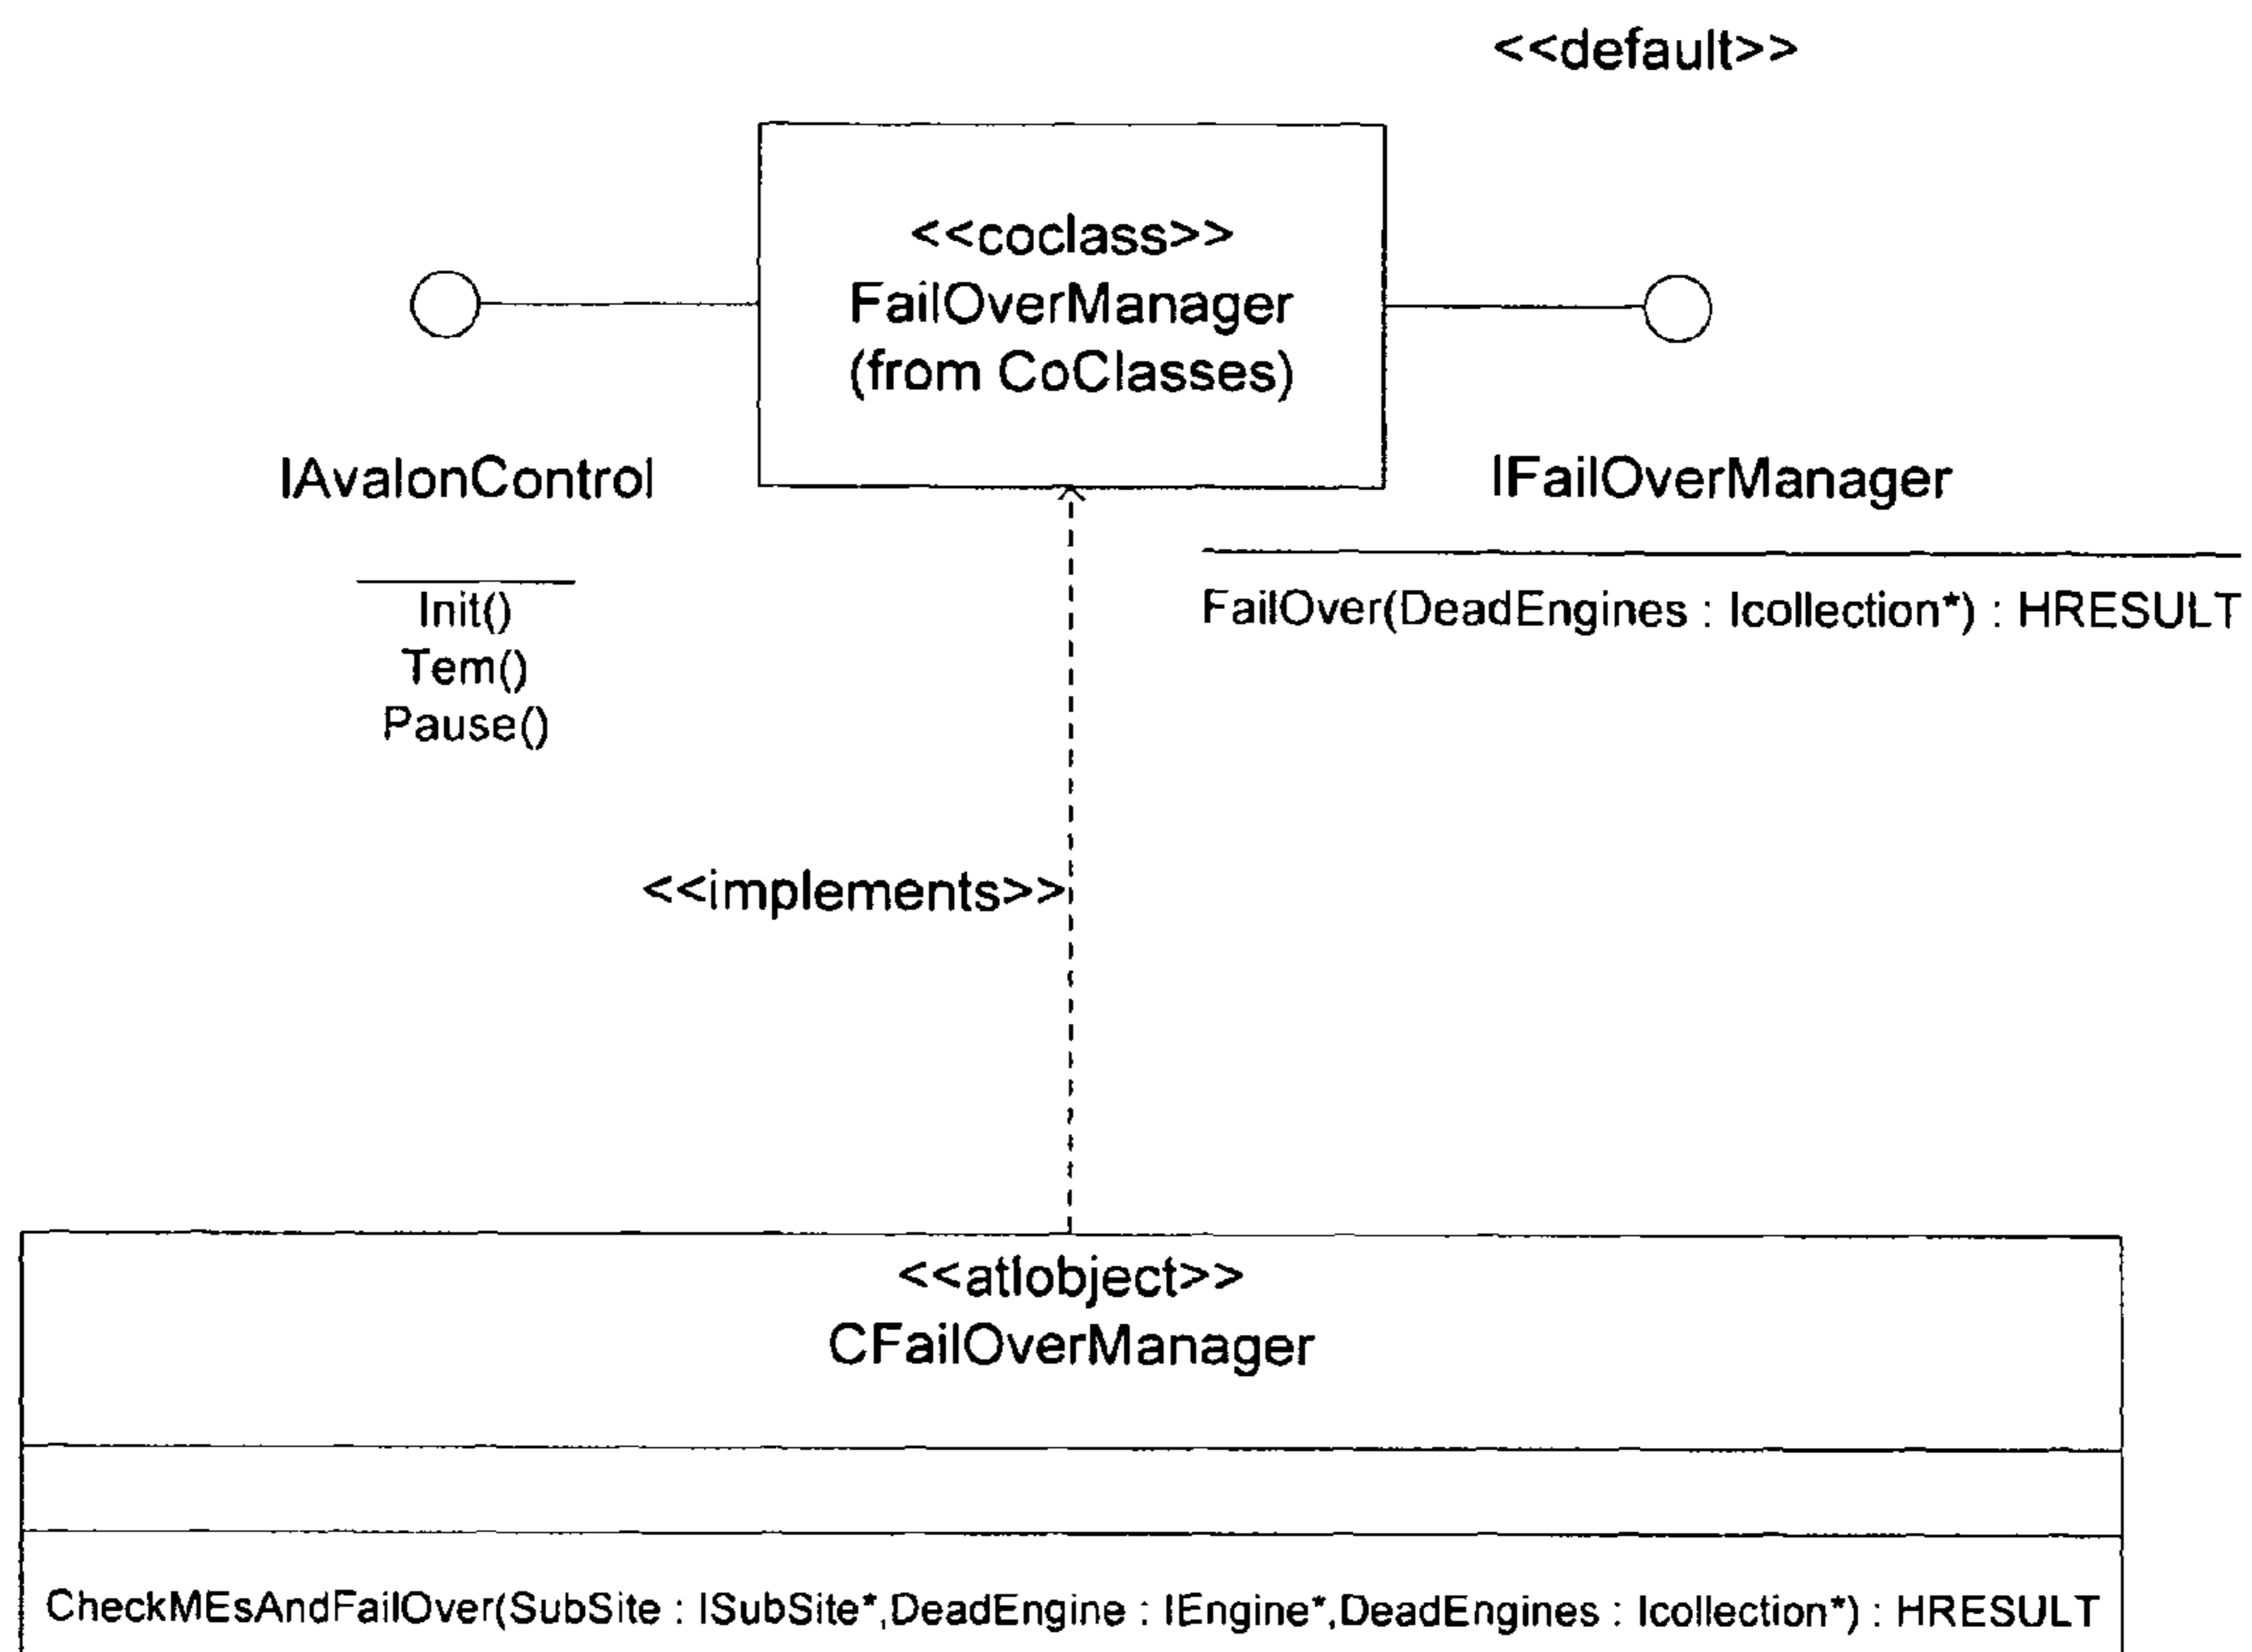 <<default>>
<<coclass>>
FailOverManager
(from CoClasses)
IAvalonControl
IFailOverManager
Init()
Tem()
Pause()
FailOver(DeadEngines : Icollection*) : HRESULT
<<implements>>
<<atlobject>>
CFailOverManager
CheckMEsAndFailOver(SubSite : ISubSite*,DeadEngine : IEngine*,DeadEngines : Icollection*) : HRESULT